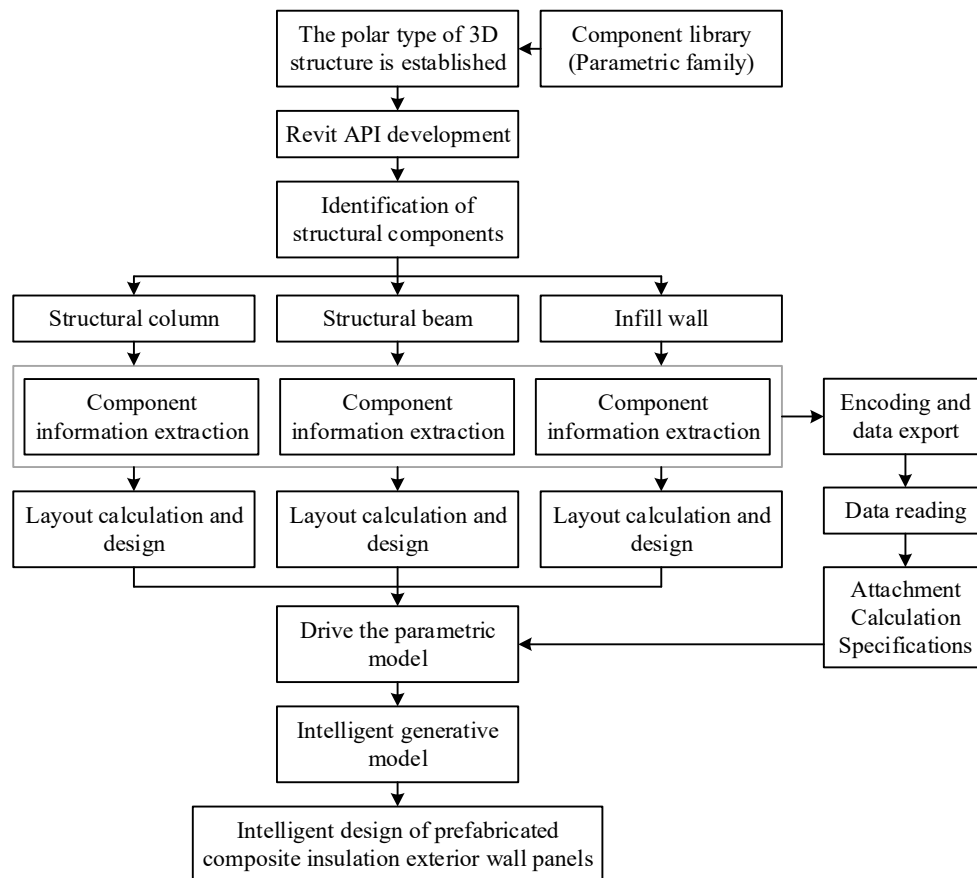 The polar type of 3D
structure is established
Component library
(Parametric family)
Revit API development
Identification of
structural components
Structural column
Structural beam
Infill wall
Component
information extraction
Component
information extraction
Component
information extraction
Encoding and
data export
Layout calculation and
design
Layout calculation and
design
Layout calculation and
design
Data reading
Attachment
Calculation
Specifications
Drive the parametric
model
Intelligent generative
model
Intelligent design of prefabricated
composite insulation exterior wall panels